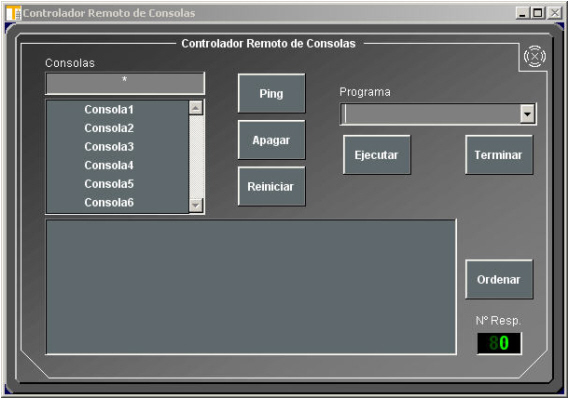 Controlador Remoto de Consolas
Controlador Remoto de Consolas
Consolas
*
Consola1
Consola2
Consola3
Consola4
Consola5
Consola6
Ping
Apagar
Reiniciar
Programa
Ejecutar
Terminar
Ordenar
Nº Resp.
0